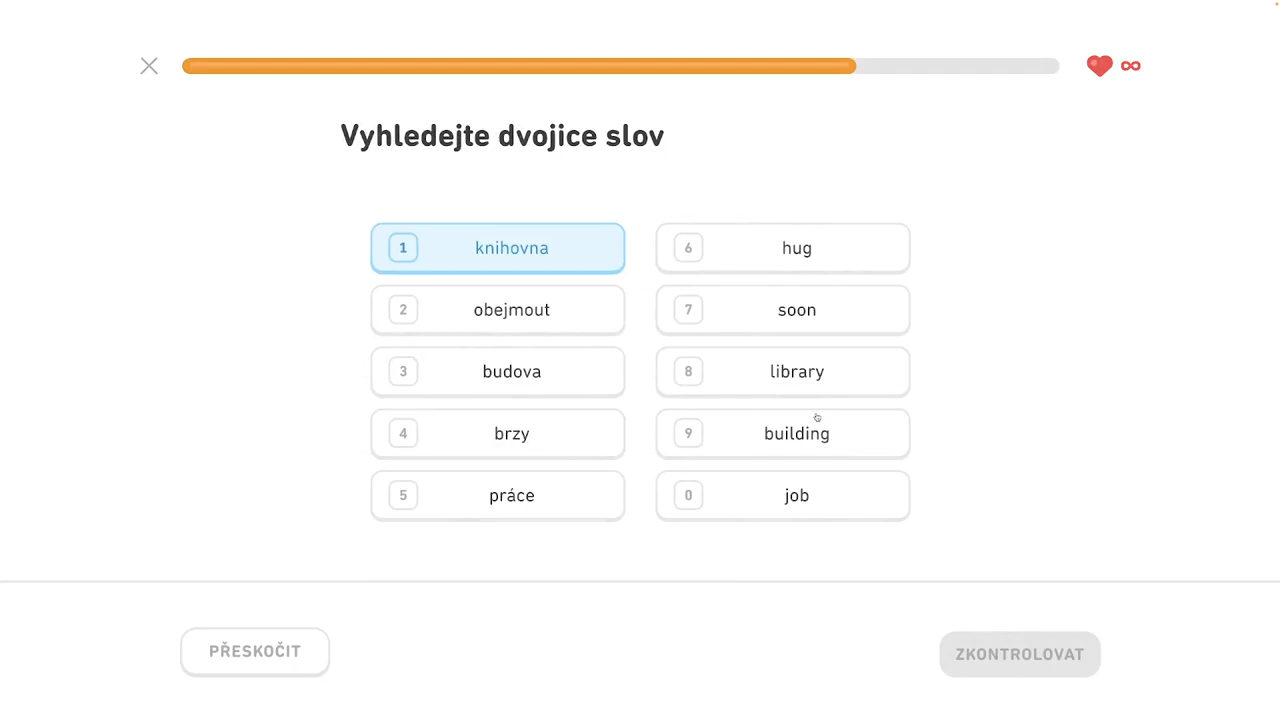 Vyhledejte dvojice slov
1 knihovna
6 hug
2 obejmout
7 soon
3 budova
8 library
4 brzy
9 building
5 práce
0 job
PŘESKOČIT
ZKONTROLOVAT